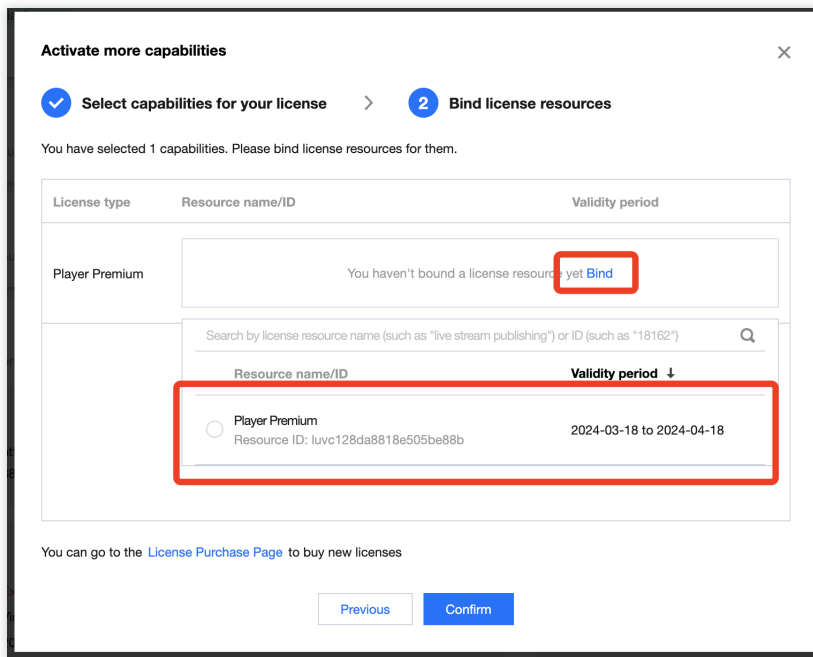 Activate more capabilities
Select capabilities for your license
2 Bind license resources
You have selected 1 capabilities. Please bind license resources for them.
License type Resource name/ID Validity period
Player Premium You haven't bound a license resource yet Bind
Search by license resource name (such as "live stream publishing") or ID (such as "18162")
Resource name/ID Validity period ↓
Player Premium
Resource ID: luvc128da8818e505be88b
2024-03-18 to 2024-04-18
You can go to the License Purchase Page to buy new licenses
Previous Confirm